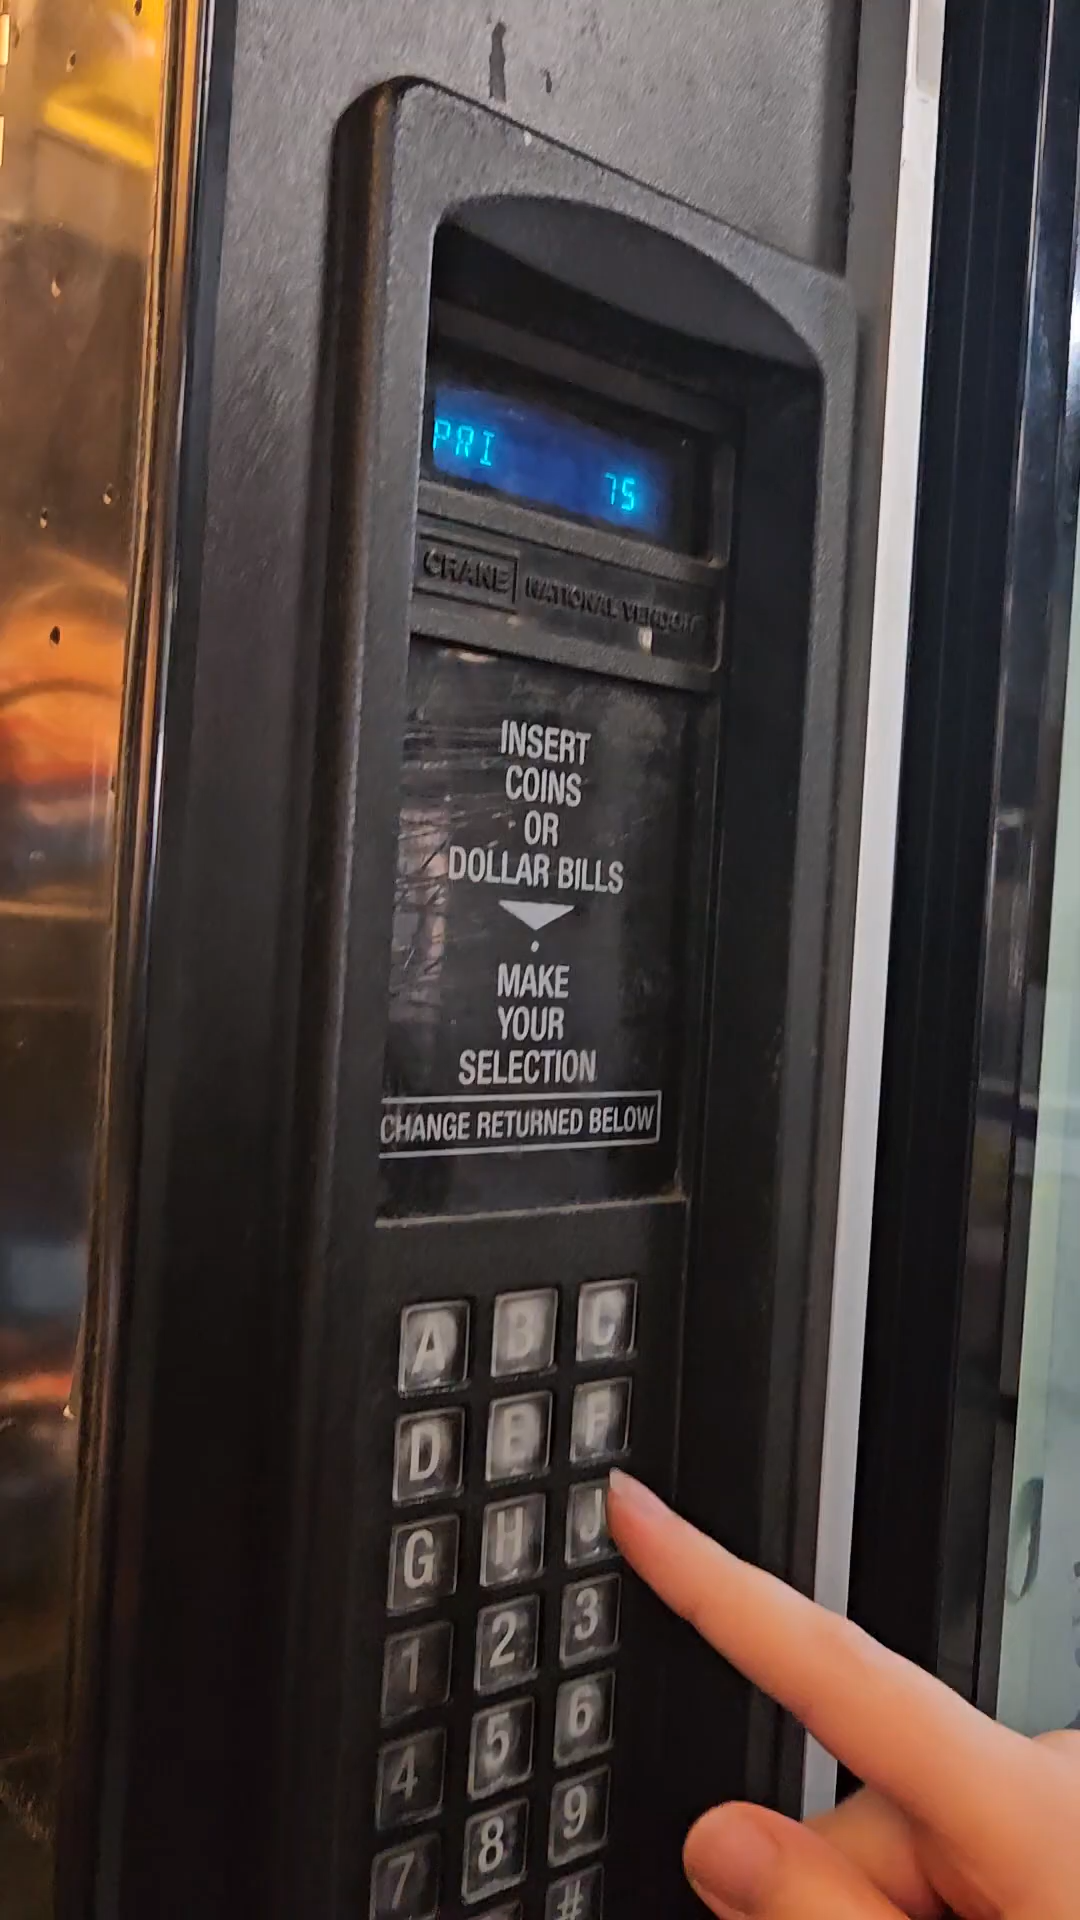 PRI 75
CRANE NATIONAL VENDORS
INSERT
COINS
OR
DOLLAR BILLS
MAKE
YOUR
SELECTION
CHANGE RETURNED BELOW
A B C
D E F
G H J
1 2 3
4 5 6
7 8 9
#